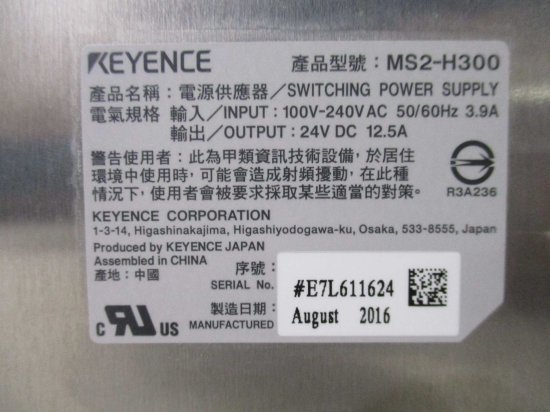 KEYENCE 產品型號：MS2-H300
產品名稱：電源供應器/SWITCHING POWER SUPPLY
電氣規格 輸入/INPUT: 100V-240V AC 50/60Hz 3.9A
輸出/OUTPUT: 24V DC 12.5A
警告使用者：此為甲類資訊技術設備，於居住
環境中使用時，可能會造成射頻擾動，在此種
情況下，使用者會被要求採取某些適當的對策。
R3A236
KEYENCE CORPORATION
1-3-14, Higashinakajima, Higashiyodogawa-ku, Osaka, 533-8555, Japan
Produced by KEYENCE JAPAN
Assembled in CHINA
產地：中國
序號：
SERIAL No. #E7L611624
製造日期：
MANUFACTURED August 2016
c RU US